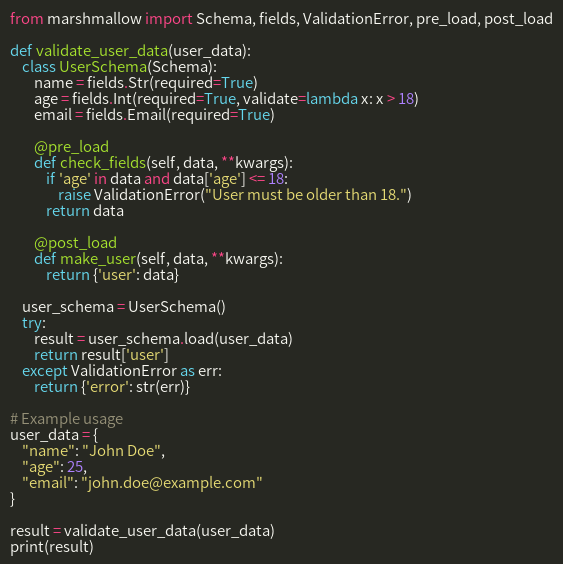 from marshmallow import Schema, fields, ValidationError, pre_load, post_load

def validate_user_data(user_data):
    class UserSchema(Schema):
        name = fields.Str(required=True)
        age = fields.Int(required=True, validate=lambda x: x > 18)
        email = fields.Email(required=True)

        @pre_load
        def check_fields(self, data, **kwargs):
            if 'age' in data and data['age'] <= 18:
                raise ValidationError("User must be older than 18.")
            return data

        @post_load
        def make_user(self, data, **kwargs):
            return {'user': data}

    user_schema = UserSchema()
    try:
        result = user_schema.load(user_data)
        return result['user']
    except ValidationError as err:
        return {'error': str(err)}

# Example usage
user_data = {
    "name": "John Doe",
    "age": 25,
    "email": "john.doe@example.com"
}

result = validate_user_data(user_data)
print(result)